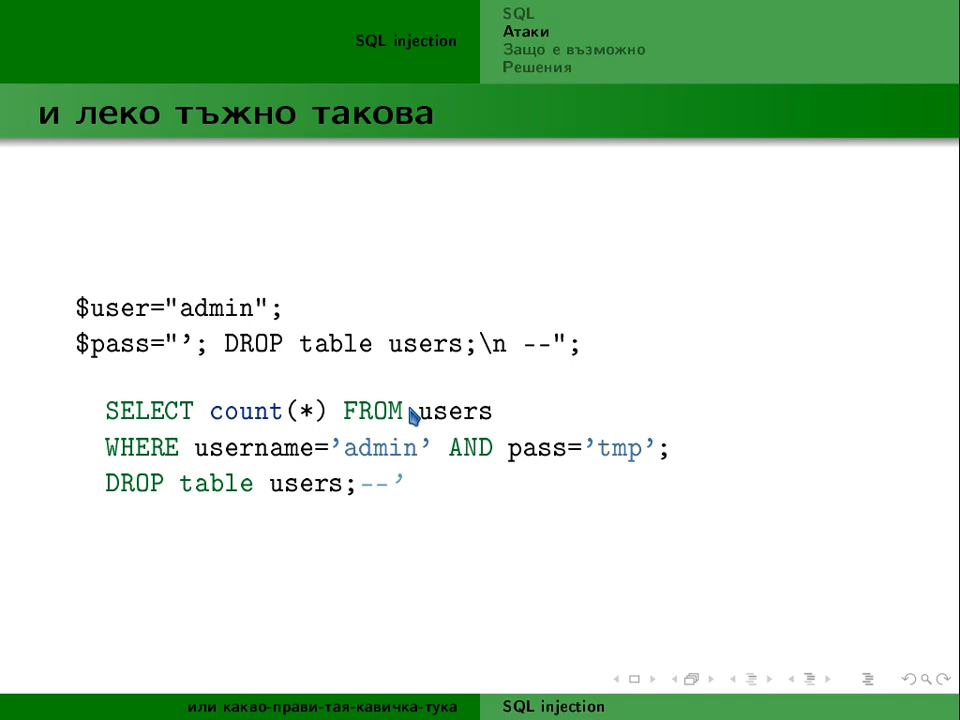 SQL injection
SQL
Атаки
Защо е възможно
Решения
и леко тъжно такова
$user="admin";
$pass="’; DROP table users;\n --";
SELECT count(*) FROM users
WHERE username=’admin’ AND pass=’tmp’;
DROP table users;--’
или какво-прави-тая-кавичка-тука
SQL injection